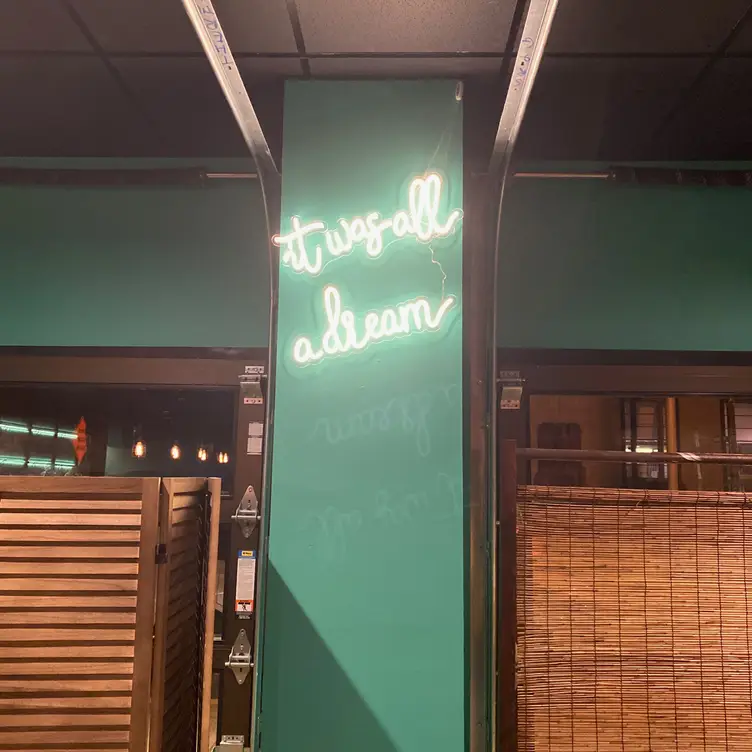 it was all
a dream